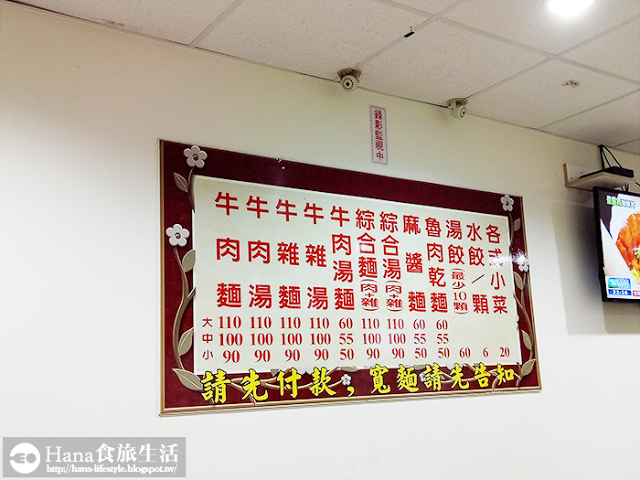 錄影監視中
牛肉麵
牛肉湯
牛雜麵
牛雜湯
牛肉湯麵
綜合麵(肉+雜)
綜合湯(肉+雜)
麻醬麵
魯肉乾麵
湯餃(最少10顆)
水餃/顆
各式小菜
大 110 110 110 110 60 110 110 60 60
中 100 100 100 100 55 100 100 55 55
小 90 90 90 90 50 90 90 50 50 60 6 20
請先付款,寬麵請先告知
Hana食旅生活
http://hana-lifestyle.blogspot.tw/